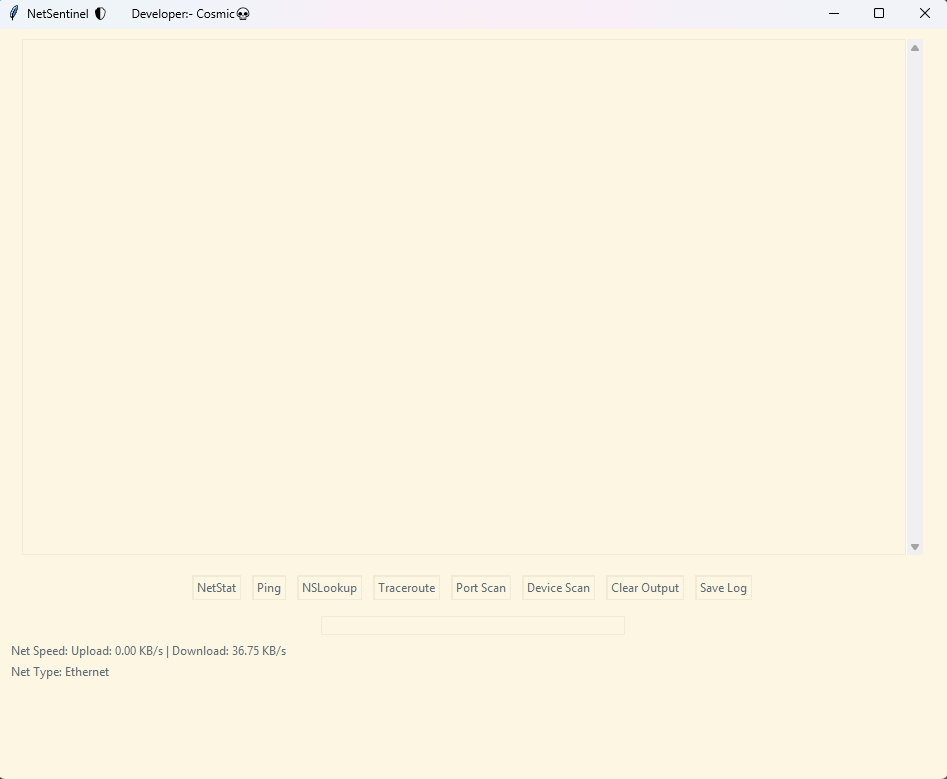 NetSentinel 🌓 Developer:- Cosmic💀
NetStat Ping NSLookup Traceroute Port Scan Device Scan Clear Output Save Log
Net Speed: Upload: 0.00 KB/s | Download: 36.75 KB/s
Net Type: Ethernet